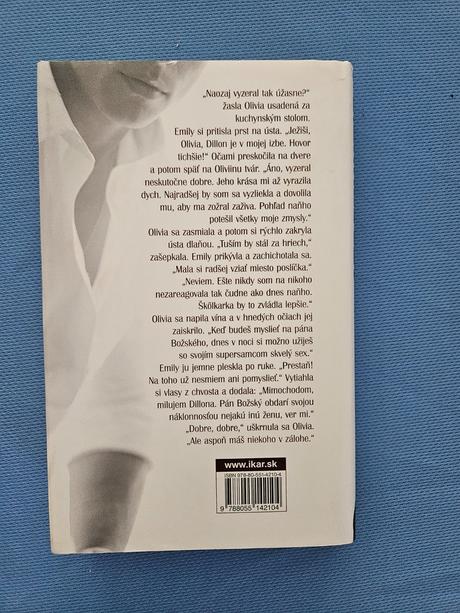 „Naozaj vyzeral tak úžasne?“
žasla Olivia usadená za
kuchynským stolom.
Emily si pritisla prst na ústa. „Ježiši,
Olivia, Dillon je v mojej izbe. Hovor
tichšie!“ Očami preskočila na dvere
a potom späť na Oliviinu tvár. „Áno, vyzeral
neskutočne dobre. Jeho krása mi až vyrazila
dych. Najradšej by som sa vyzliekla a dovolila
mu, aby ma zožral zaživa. Pohľad naňho
potešil všetky moje zmysly.“
Olivia sa zasmiala a potom si rýchlo zakryla
ústa dlaňou. „Tuším by stál za hriech,“
zašepkala. Emily prikývla a zachichotala sa.
„Mala si radšej vziať miesto poslíčka.“
„Neviem. Ešte nikdy som na nikoho
nezareagovala tak čudne ako dnes naňho.
Škôlkarka by to zvládla lepšie.“
Olivia sa napila vína a v hnedých očiach jej
zaiskrilo. „Keď budeš myslieť na pána
Božského, dnes v noci si možno užiješ
so svojím supersamcom skvelý sex.“
Emily ju jemne pleskla po ruke. „Prestaň!
Na toho už nesmiem ani pomyslieť.“ Vytiahla
si vlasy z chvosta a dodala: „Mimochodom,
milujem Dillona. Pán Božský obdarí svojou
náklonnosťou nejakú inú ženu, ver mi.“
„Dobre, dobre,“ uškrnula sa Olivia.
„Ale aspoň máš niekoho v zálohe.“
www.ikar.sk
ISBN 978-80-551-4210-4
9 788055 142104